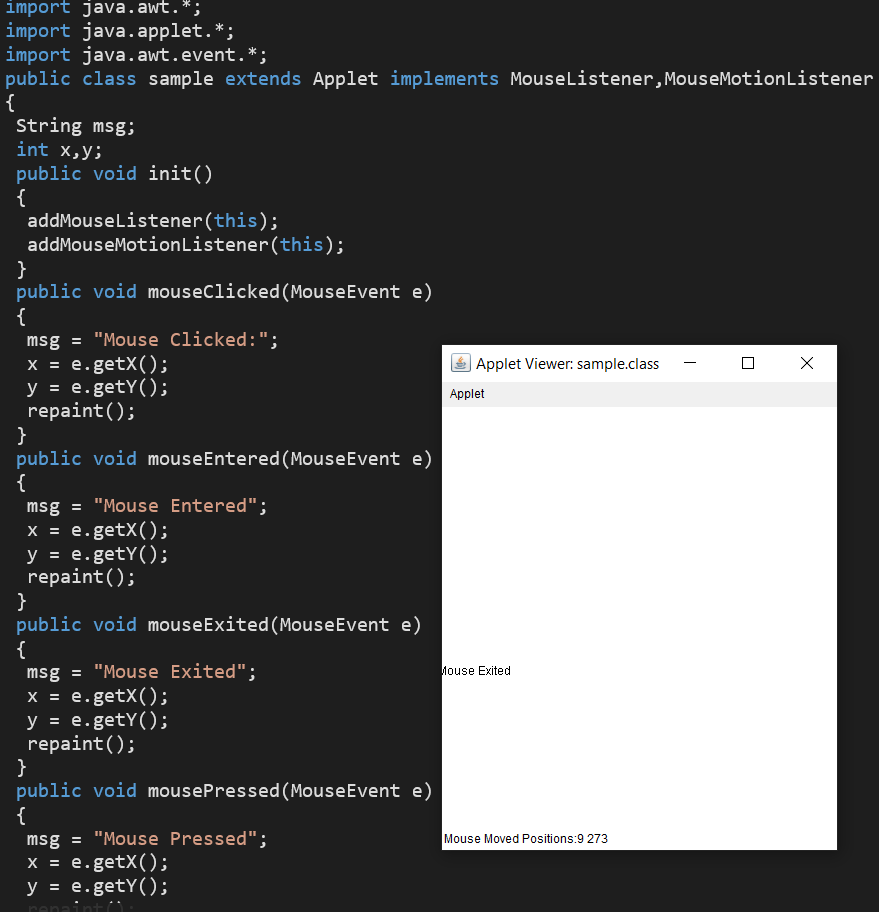 import java.awt.*;
import java.applet.*;
import java.awt.event.*;
public class sample extends Applet implements MouseListener,MouseMotionListener
{
String msg;
int x,y;
public void init()
{
addMouseListener(this);
addMouseMotionListener(this);
}
public void mouseClicked(MouseEvent e)
{
msg = "Mouse Clicked:";
x = e.getX();
y = e.getY();
repaint();
}
public void mouseEntered(MouseEvent e)
{
msg = "Mouse Entered";
x = e.getX();
y = e.getY();
repaint();
}
public void mouseExited(MouseEvent e)
{
msg = "Mouse Exited";
x = e.getX();
y = e.getY();
repaint();
}
public void mousePressed(MouseEvent e)
{
msg = "Mouse Pressed";
x = e.getX();
y = e.getY();
repaint();
Applet Viewer: sample.class
Applet
Mouse Exited
Mouse Moved Positions:9 273